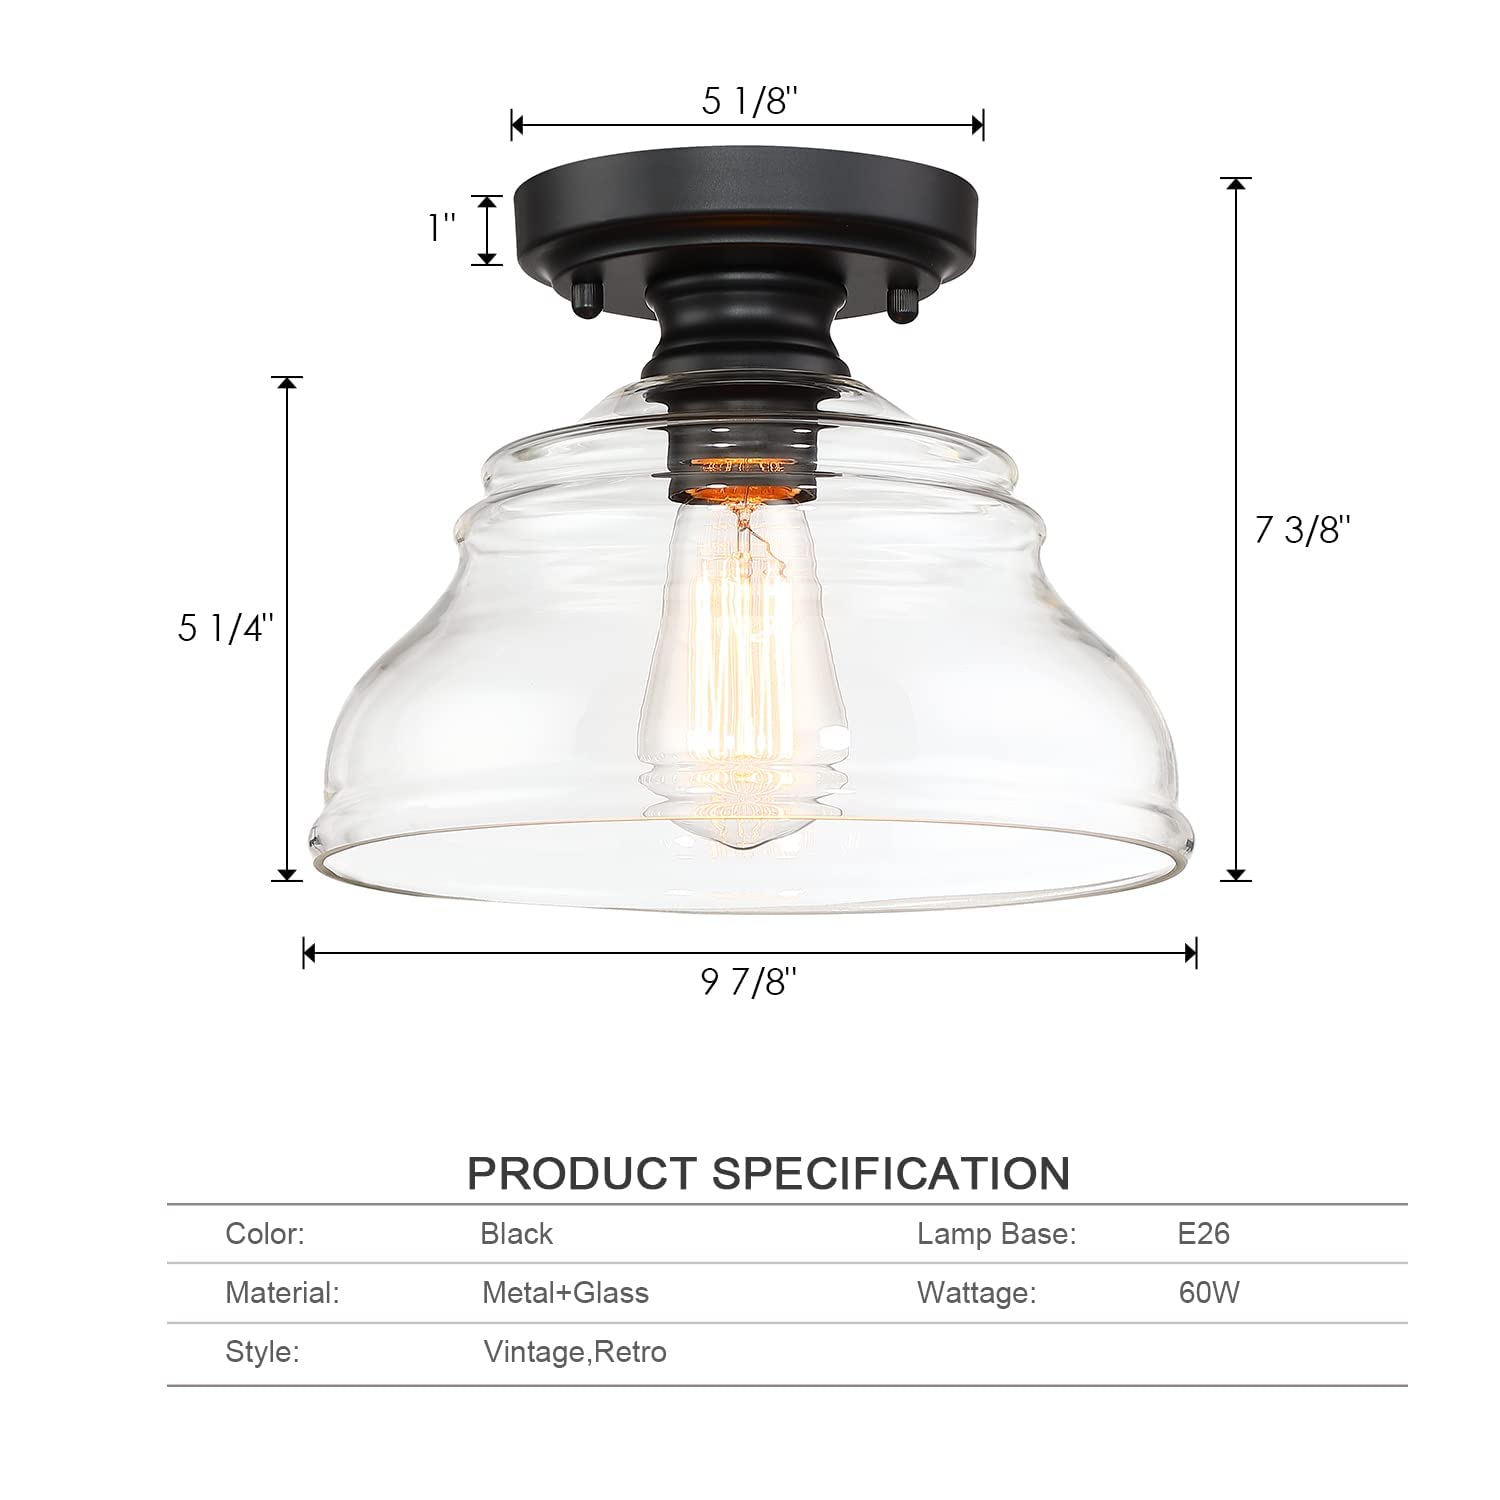 5 1/8"
1"
5 1/4"
7 3/8"
9 7/8"
PRODUCT SPECIFICATION
Color: Black Lamp Base: E26
Material: Metal+Glass Wattage: 60W
Style: Vintage,Retro